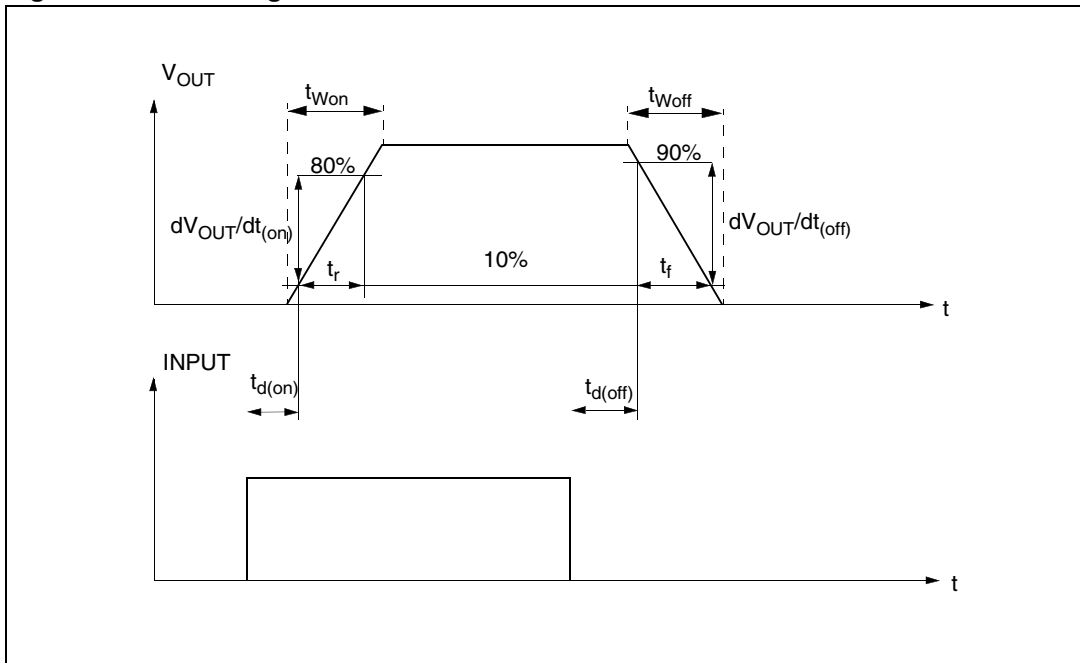 V_OUT
t_Won
t_Woff
80%
90%
dV_OUT/dt_(on)
dV_OUT/dt_(off)
t_r
10%
t_f
t
INPUT
t_d(on)
t_d(off)
t